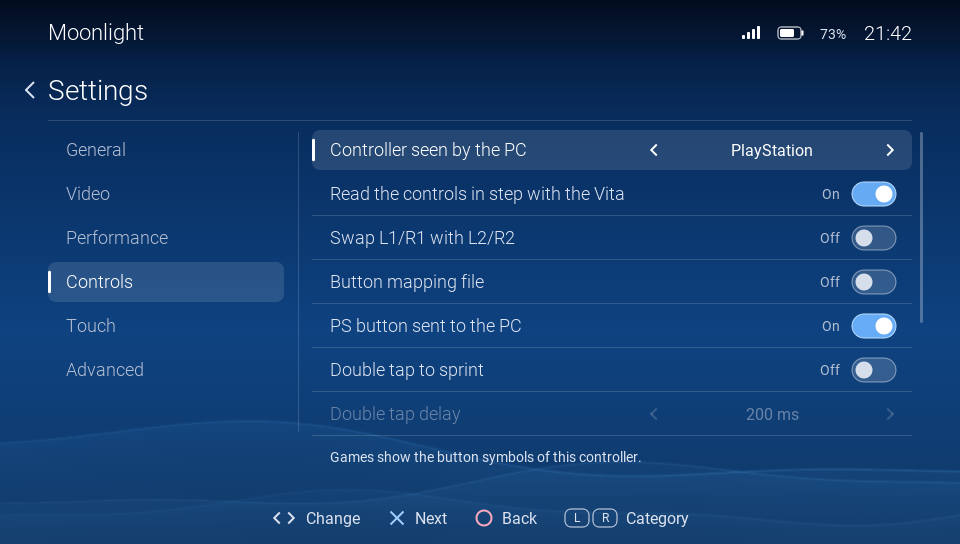 Moonlight
73% 21:42
Settings
General
Video
Performance
Controls
Touch
Advanced
Controller seen by the PC PlayStation
Read the controls in step with the Vita On
Swap L1/R1 with L2/R2 Off
Button mapping file Off
PS button sent to the PC On
Double tap to sprint Off
Double tap delay 200 ms
Games show the button symbols of this controller.
Change Next Back L R Category